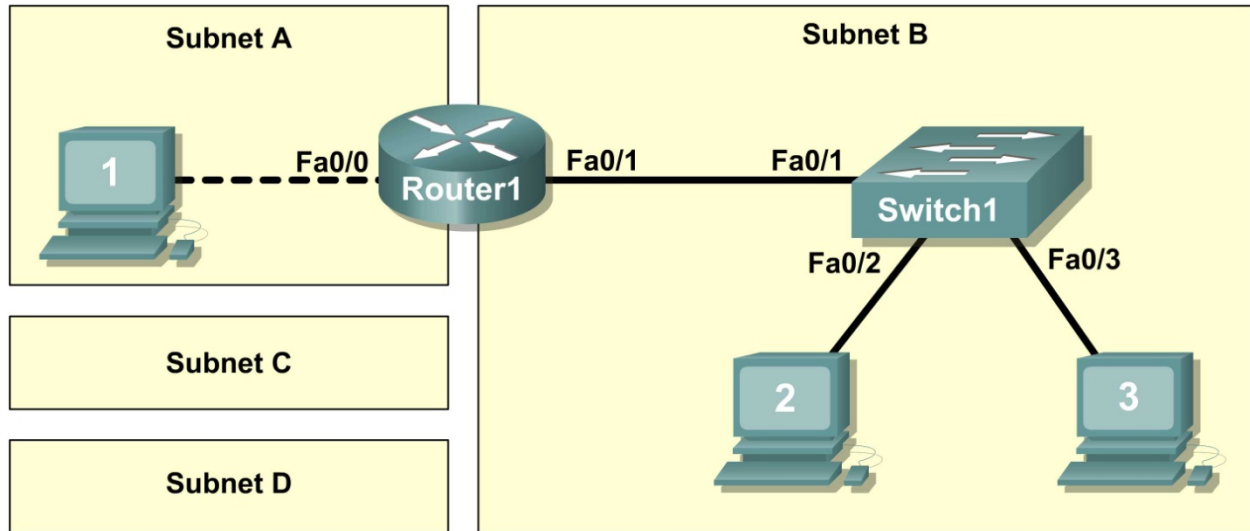 Subnet A
Subnet B
1
Fa0/0
Router1
Fa0/1
Fa0/1
Switch1
Fa0/2
Fa0/3
Subnet C
2
3
Subnet D